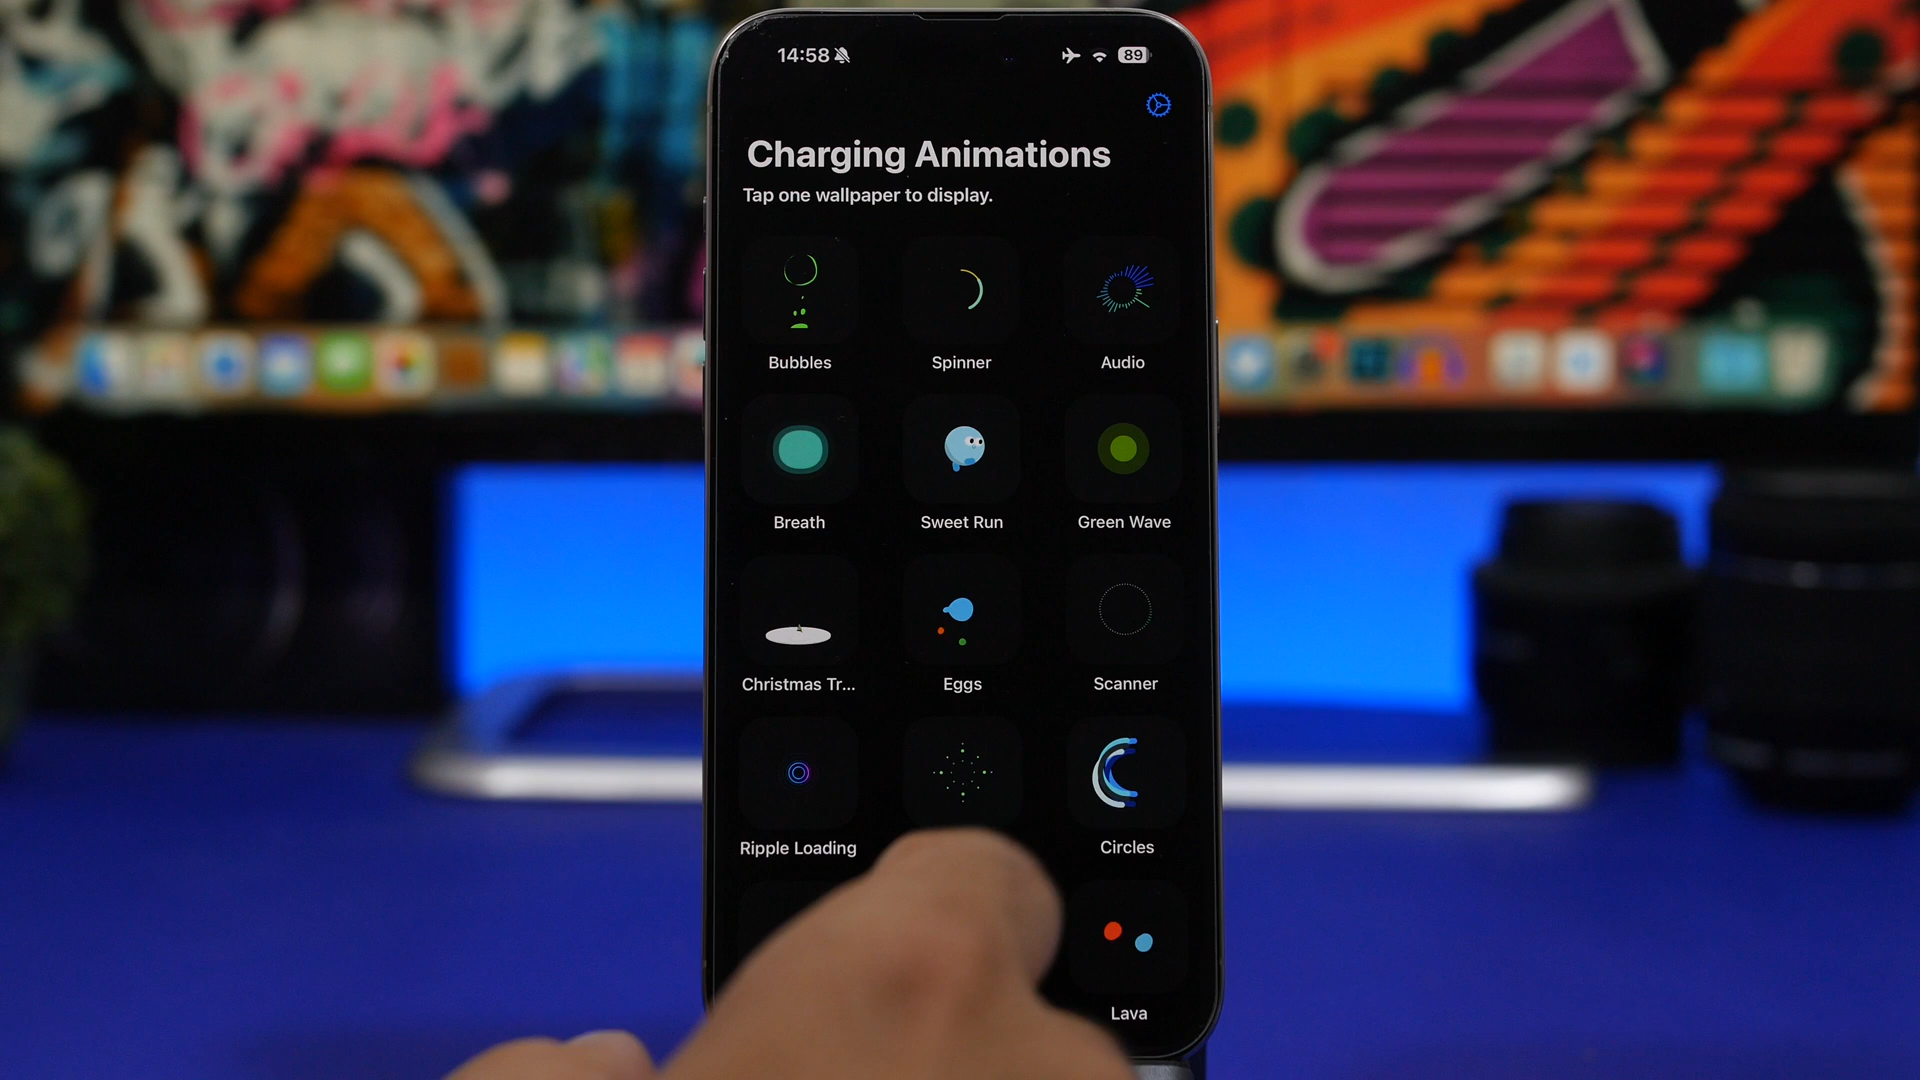 14:58
89
Charging Animations
Tap one wallpaper to display.
Bubbles
Spinner
Audio
Breath
Sweet Run
Green Wave
Christmas Tr...
Eggs
Scanner
Ripple Loading
Circles
Lava